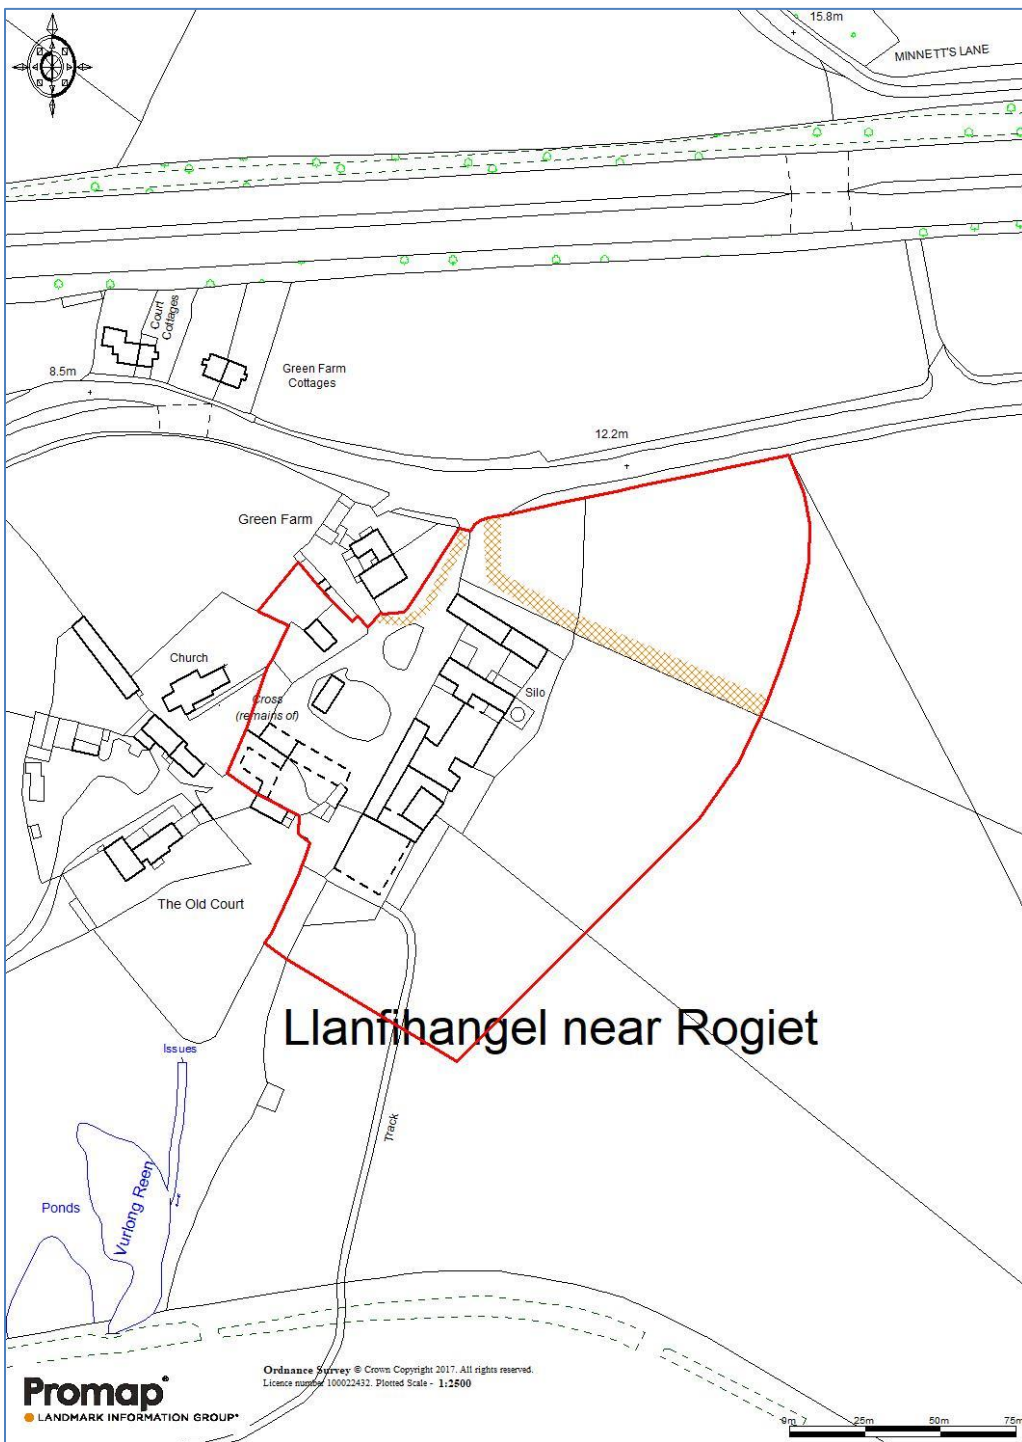 15.8m
MINNETT'S LANE
Court
Cottages
Green Farm
Cottages
8.5m
12.2m
Green Farm
Church
Cross
(remains of)
Silo
The Old Court
Llanfihangel near Rogiet
Issues
Track
Ponds
Vurlong Reen
Promap®
LANDMARK INFORMATION GROUP®
Ordnance Survey © Crown Copyright 2017. All rights reserved.
Licence number 100022432. Plotted Scale - 1:2500
0m 25m 50m 75m